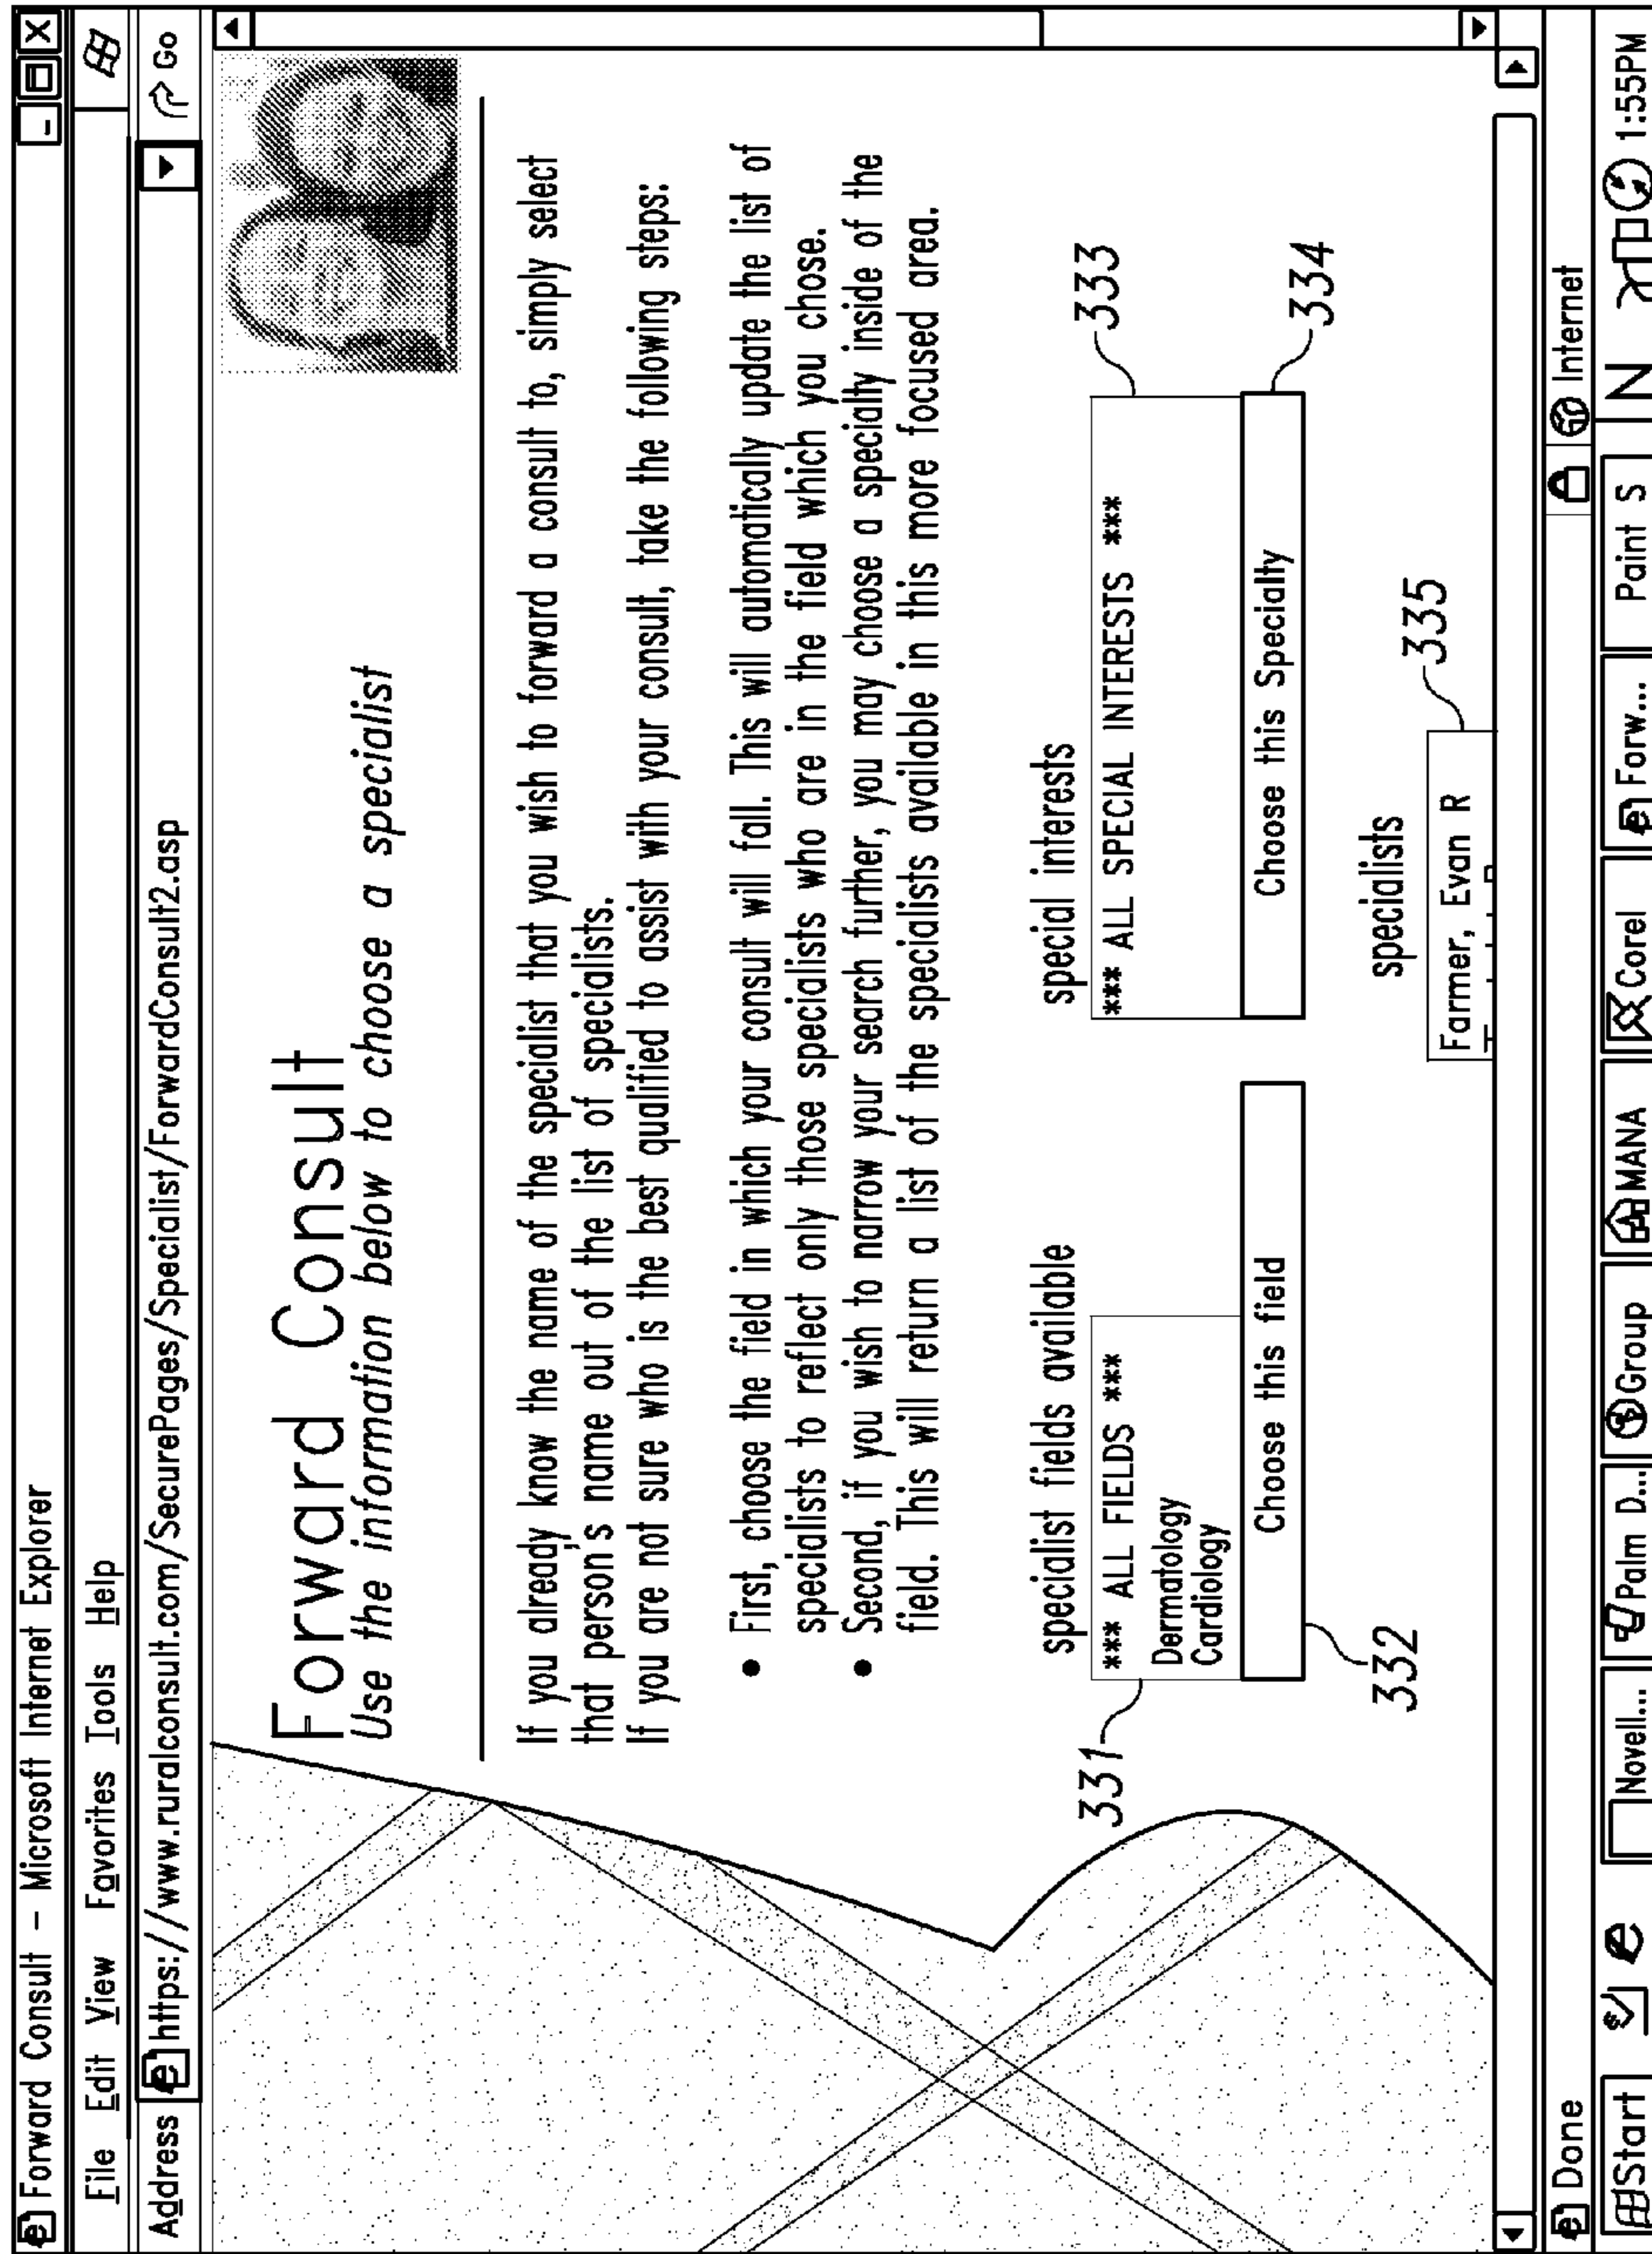 Forward Consult – Microsoft Internet Explorer
File Edit View Favorites Tools Help
Address https://www.ruralconsult.com/SecurePages/Specialist/ForwardConsult2.asp Go
Forward Consult
Use the information below to choose a specialist
If you already know the name of the specialist that you wish to forward a consult to, simply select
that person's name out of the list of specialists.
If you are not sure who is the best qualified to assist with your consult, take the following steps:
• First, choose the field in which your consult will fall. This will automatically update the list of
specialists to reflect only those specialists who are in the field which you chose.
• Second, if you wish to narrow your search further, you may choose a specialty inside of the
field. This will return a list of the specialists available in this more focused area.
specialist fields available special interests
331 *** ALL FIELDS *** *** ALL SPECIAL INTERESTS *** 333
Dermatology
Cardiology
Choose this field Choose this Specialty
332 334
specialists
Farmer, Evan R 335
Done Internet
Start Novell... Palm D... Group MANA Corel Forw... Paint S N 1:55PM